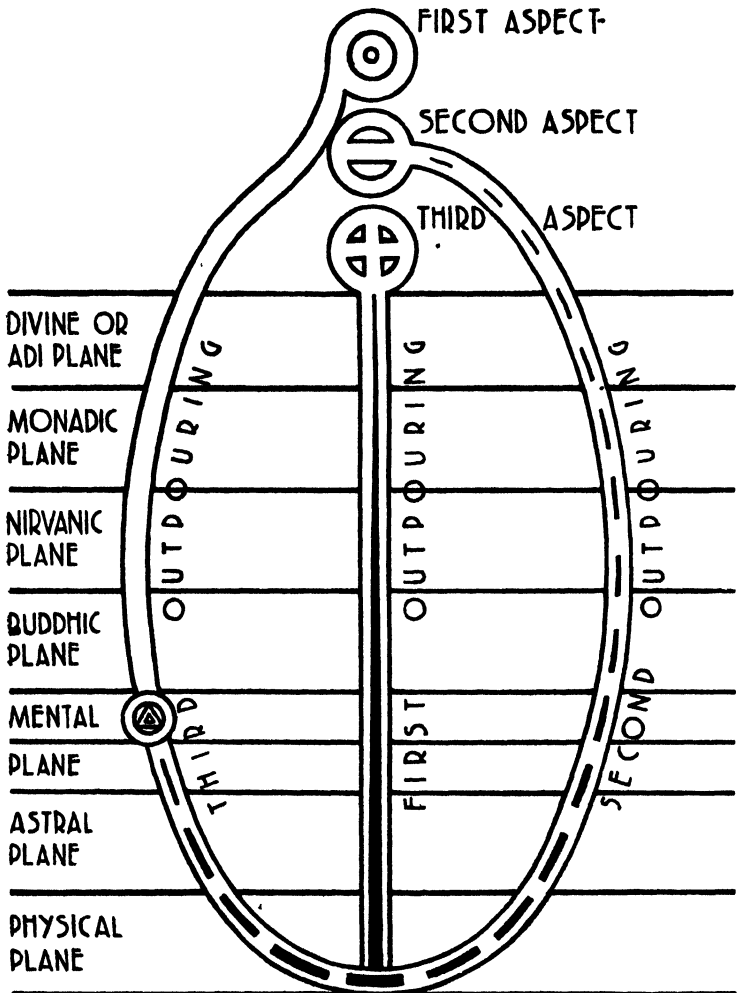 FIRST ASPECT
SECOND ASPECT
THIRD ASPECT
DIVINE OR
ADI PLANE
MONADIC
PLANE
NIRVANIC
PLANE
BUDDHIC
PLANE
MENTAL
PLANE
ASTRAL
PLANE
PHYSICAL
PLANE
THIRD OUTPOURING
FIRST OUTPOURING
SECOND OUTPOURING